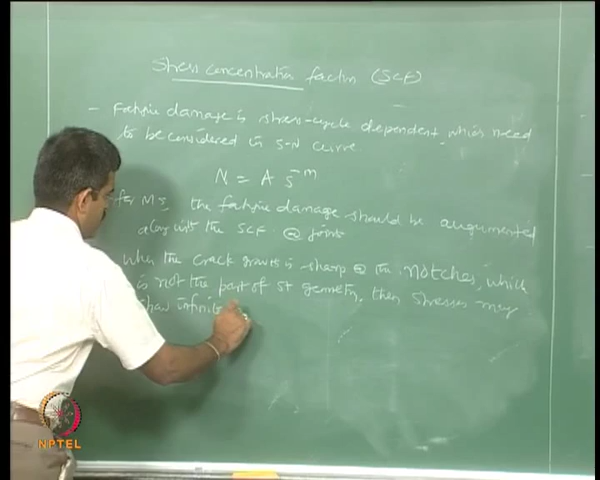 Stress concentration factor (SCF)
- Fatigue damage is stress-cycle dependent, which need
to be considered in S-N curve
N = A S^-m
for MS, the fatigue damage should be augmented
along with the SCF @ joints
When the crack growth is sharp @ the notches, which
is not the part of st geometry, then stresses may
show infinite
NPTEL